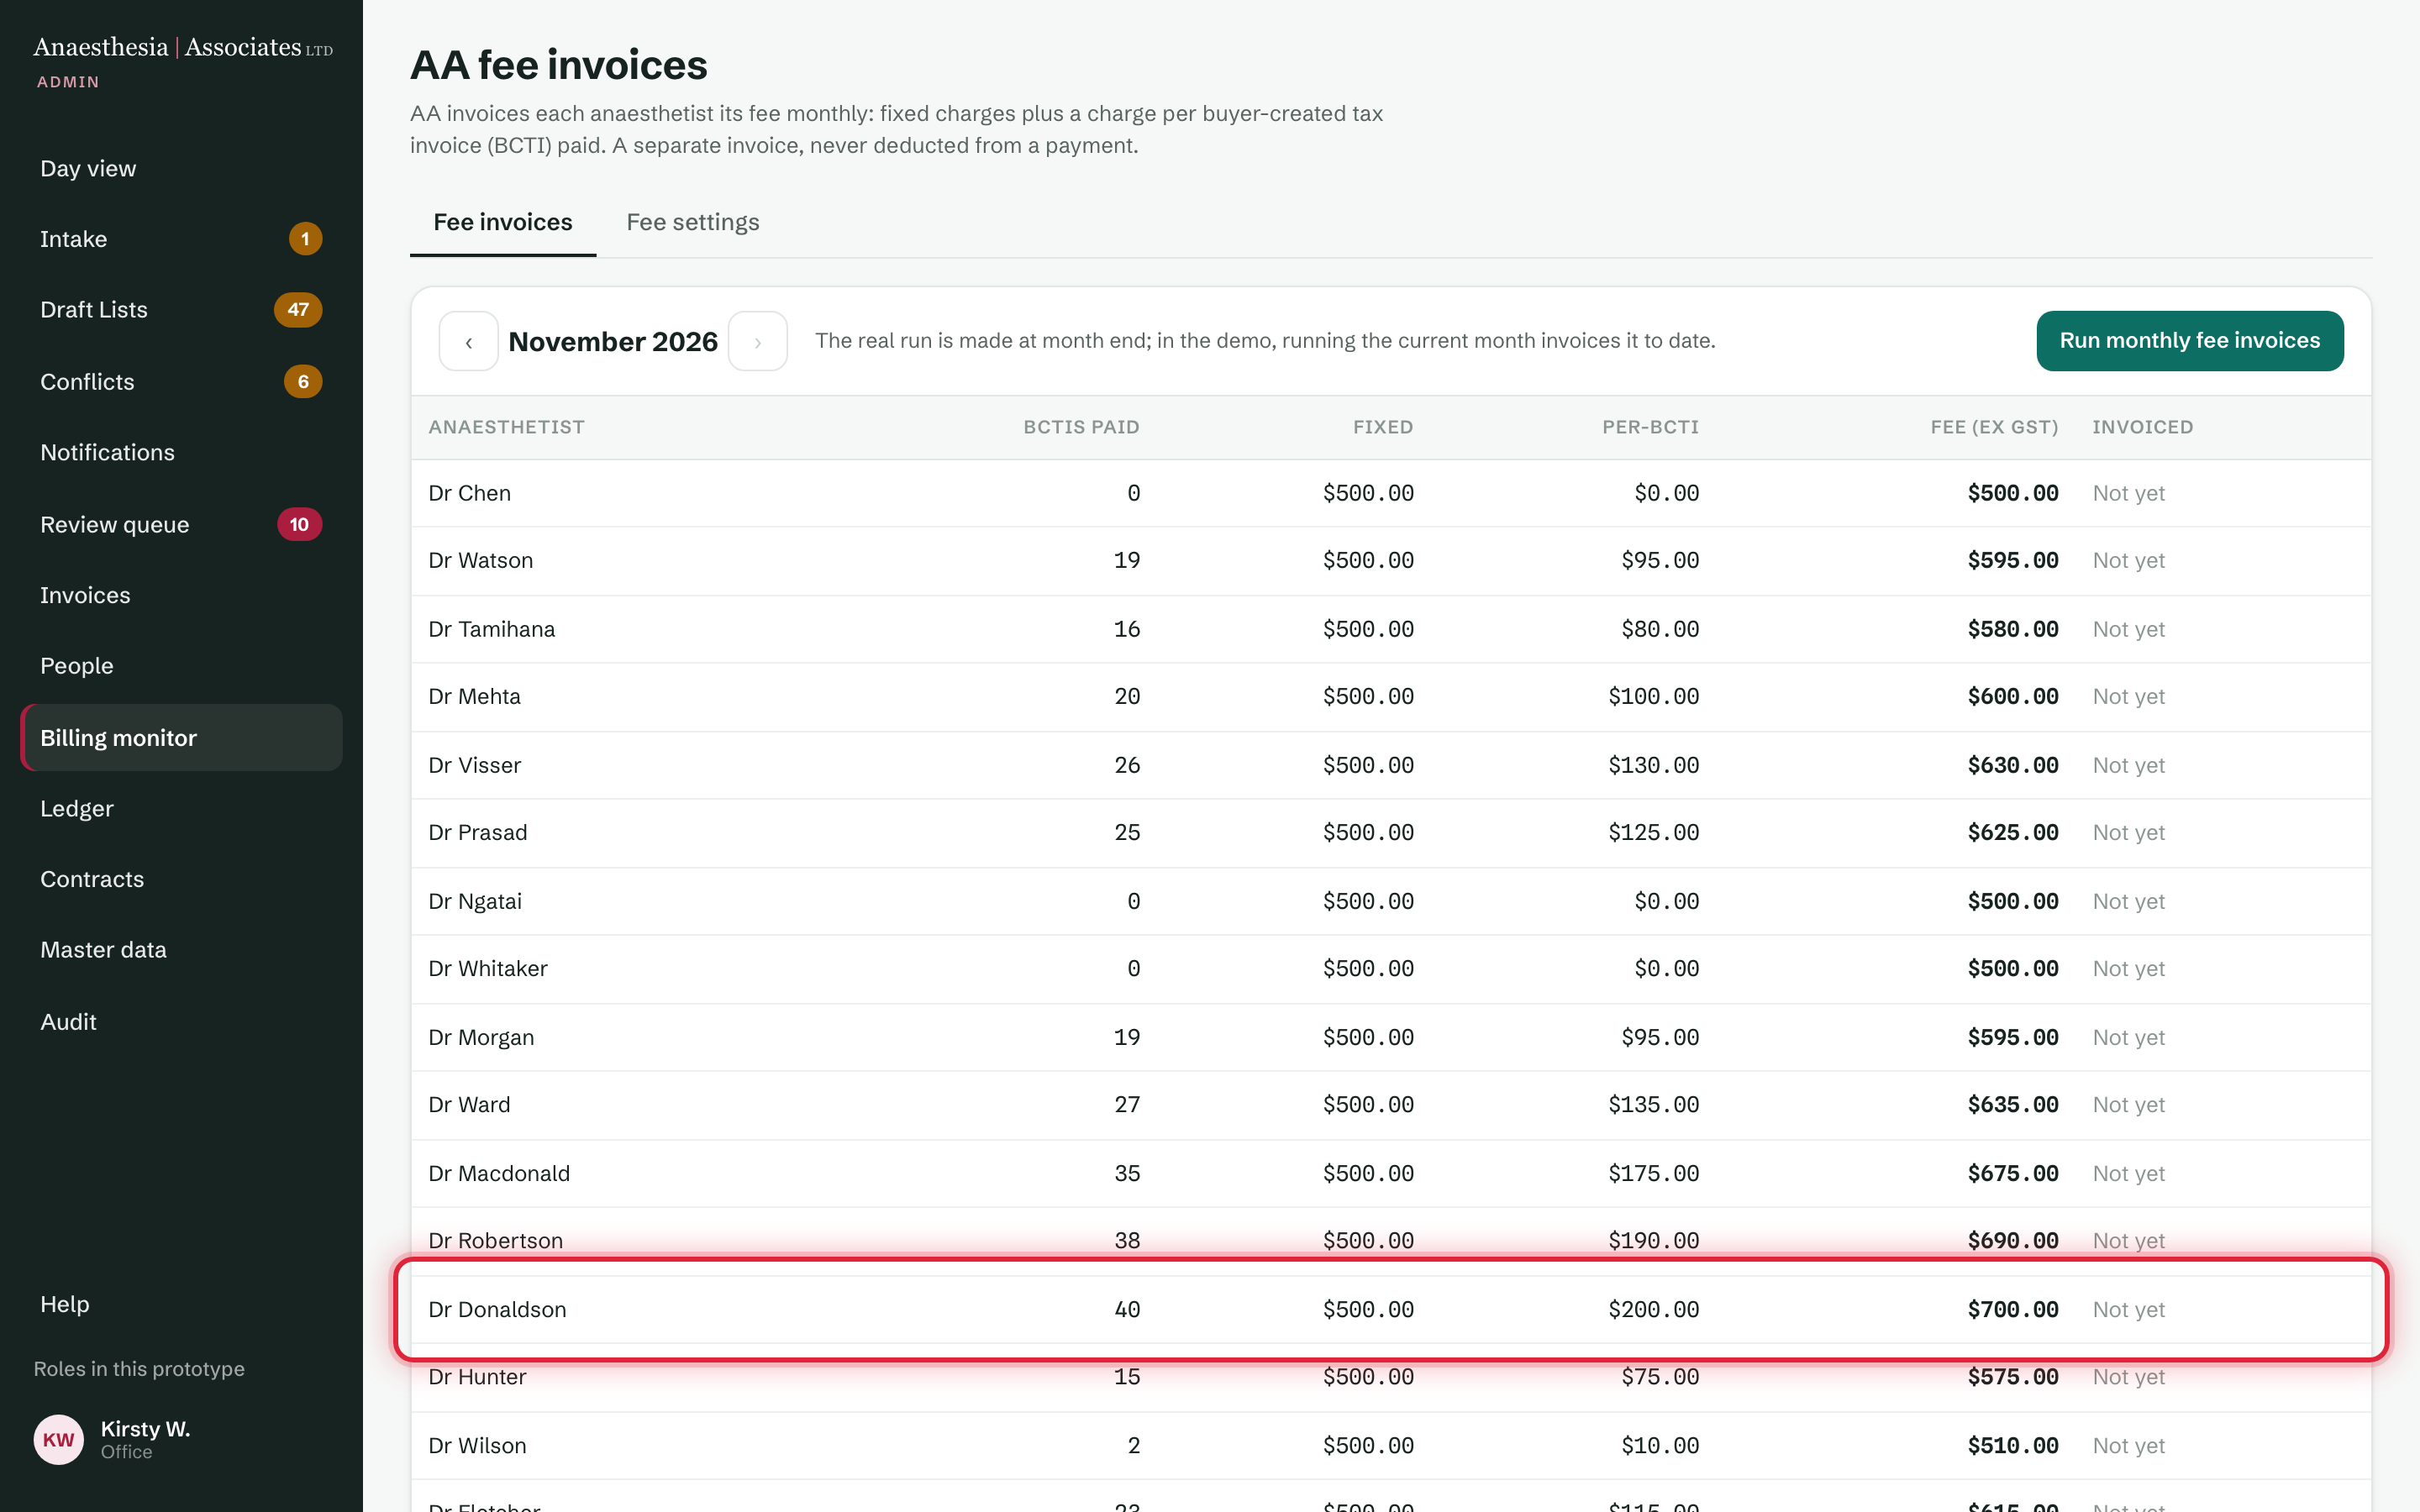 Anaesthesia | Associates LTD
ADMIN
Day view
Intake 1
Draft Lists 47
Conflicts 6
Notifications
Review queue 10
Invoices
People
Billing monitor
Ledger
Contracts
Master data
Audit
Help
Roles in this prototype
KW Kirsty W.
Office
AA fee invoices
AA invoices each anaesthetist its fee monthly: fixed charges plus a charge per buyer-created tax
invoice (BCTI) paid. A separate invoice, never deducted from a payment.
Fee invoices Fee settings
‹ November 2026 › The real run is made at month end; in the demo, running the current month invoices it to date. Run monthly fee invoices
ANAESTHETIST BCTIS PAID FIXED PER-BCTI FEE (EX GST) INVOICED
Dr Chen 0 $500.00 $0.00 $500.00 Not yet
Dr Watson 19 $500.00 $95.00 $595.00 Not yet
Dr Tamihana 16 $500.00 $80.00 $580.00 Not yet
Dr Mehta 20 $500.00 $100.00 $600.00 Not yet
Dr Visser 26 $500.00 $130.00 $630.00 Not yet
Dr Prasad 25 $500.00 $125.00 $625.00 Not yet
Dr Ngatai 0 $500.00 $0.00 $500.00 Not yet
Dr Whitaker 0 $500.00 $0.00 $500.00 Not yet
Dr Morgan 19 $500.00 $95.00 $595.00 Not yet
Dr Ward 27 $500.00 $135.00 $635.00 Not yet
Dr Macdonald 35 $500.00 $175.00 $675.00 Not yet
Dr Robertson 38 $500.00 $190.00 $690.00 Not yet
Dr Donaldson 40 $500.00 $200.00 $700.00 Not yet
Dr Hunter 15 $500.00 $75.00 $575.00 Not yet
Dr Wilson 2 $500.00 $10.00 $510.00 Not yet
Dr Fletcher 23 $500.00 $115.00 $615.00 Not yet